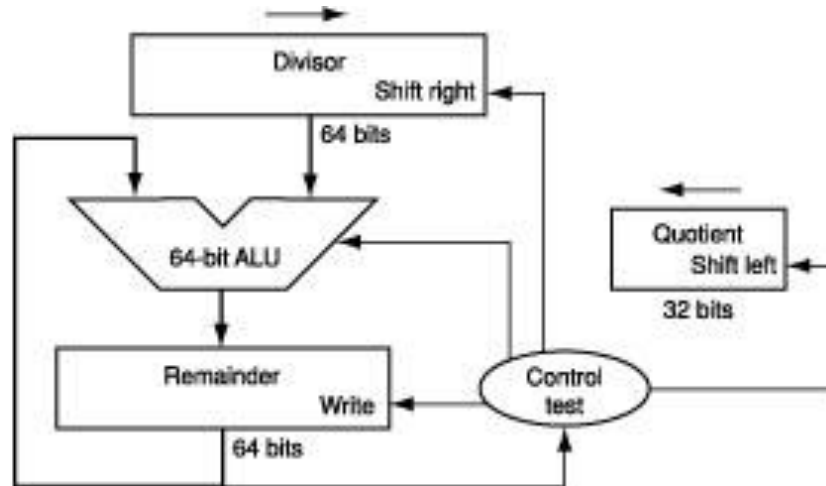 Divisor
Shift right
64 bits
64-bit ALU
Quotient
Shift left
32 bits
Remainder
Write
Control
test
64 bits